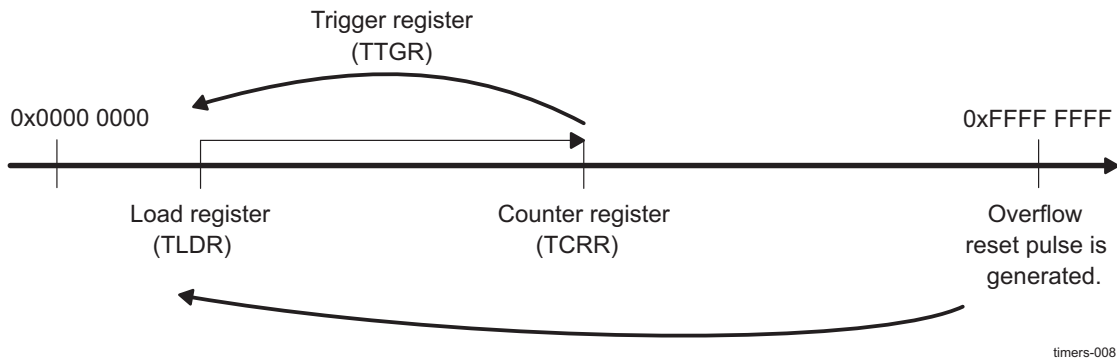 Trigger register
(TTGR)
0x0000 0000
0xFFFF FFFF
Load register
(TLDR)
Counter register
(TCRR)
Overflow
reset pulse is
generated.
timers-008